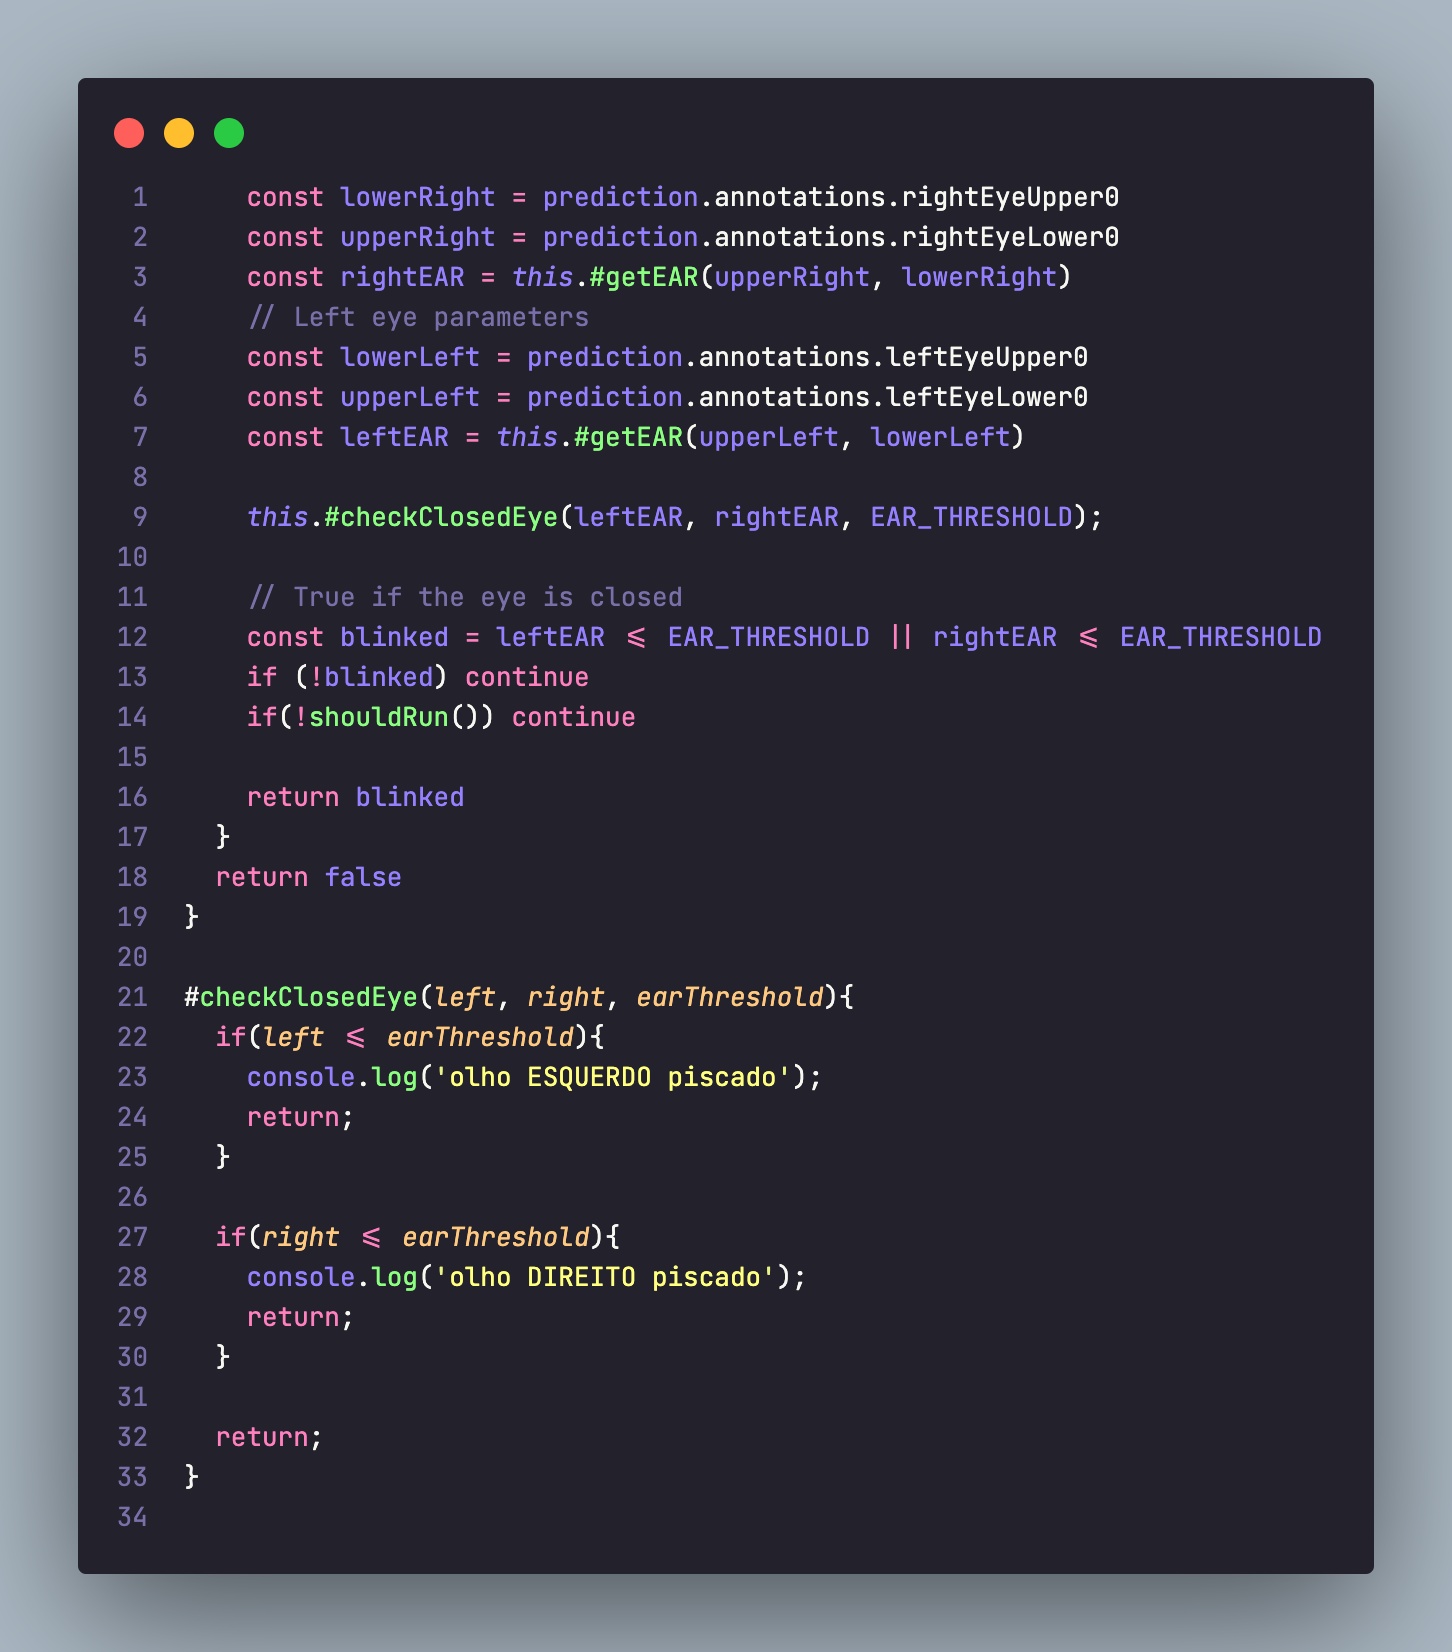 1 const lowerRight = prediction.annotations.rightEyeUpper0
2 const upperRight = prediction.annotations.rightEyeLower0
3 const rightEAR = this.#getEAR(upperRight, lowerRight)
4 // Left eye parameters
5 const lowerLeft = prediction.annotations.leftEyeUpper0
6 const upperLeft = prediction.annotations.leftEyeLower0
7 const leftEAR = this.#getEAR(upperLeft, lowerLeft)
8
9 this.#checkClosedEye(leftEAR, rightEAR, EAR_THRESHOLD);
10
11 // True if the eye is closed
12 const blinked = leftEAR <= EAR_THRESHOLD || rightEAR <= EAR_THRESHOLD
13 if (!blinked) continue
14 if(!shouldRun()) continue
15
16 return blinked
17 }
18 return false
19 }
20
21 #checkClosedEye(left, right, earThreshold){
22 if(left <= earThreshold){
23 console.log('olho ESQUERDO piscado');
24 return;
25 }
26
27 if(right <= earThreshold){
28 console.log('olho DIREITO piscado');
29 return;
30 }
31
32 return;
33 }
34